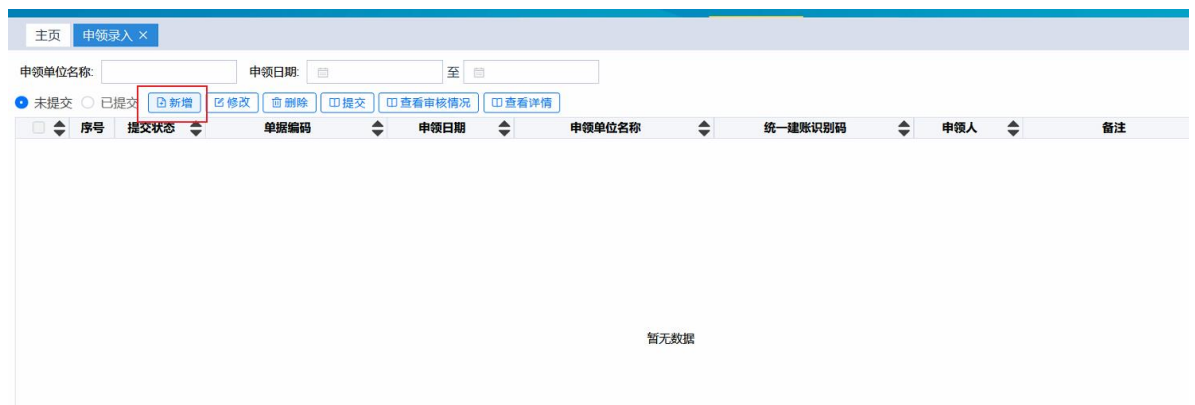 主页 申领录入 ×
申领单位名称: 申领日期: 至
未提交 已提交 新增 修改 删除 提交 查看审核情况 查看详情
序号 提交状态 单据编码 申领日期 申领单位名称 统一建账识别码 申领人 备注
暂无数据